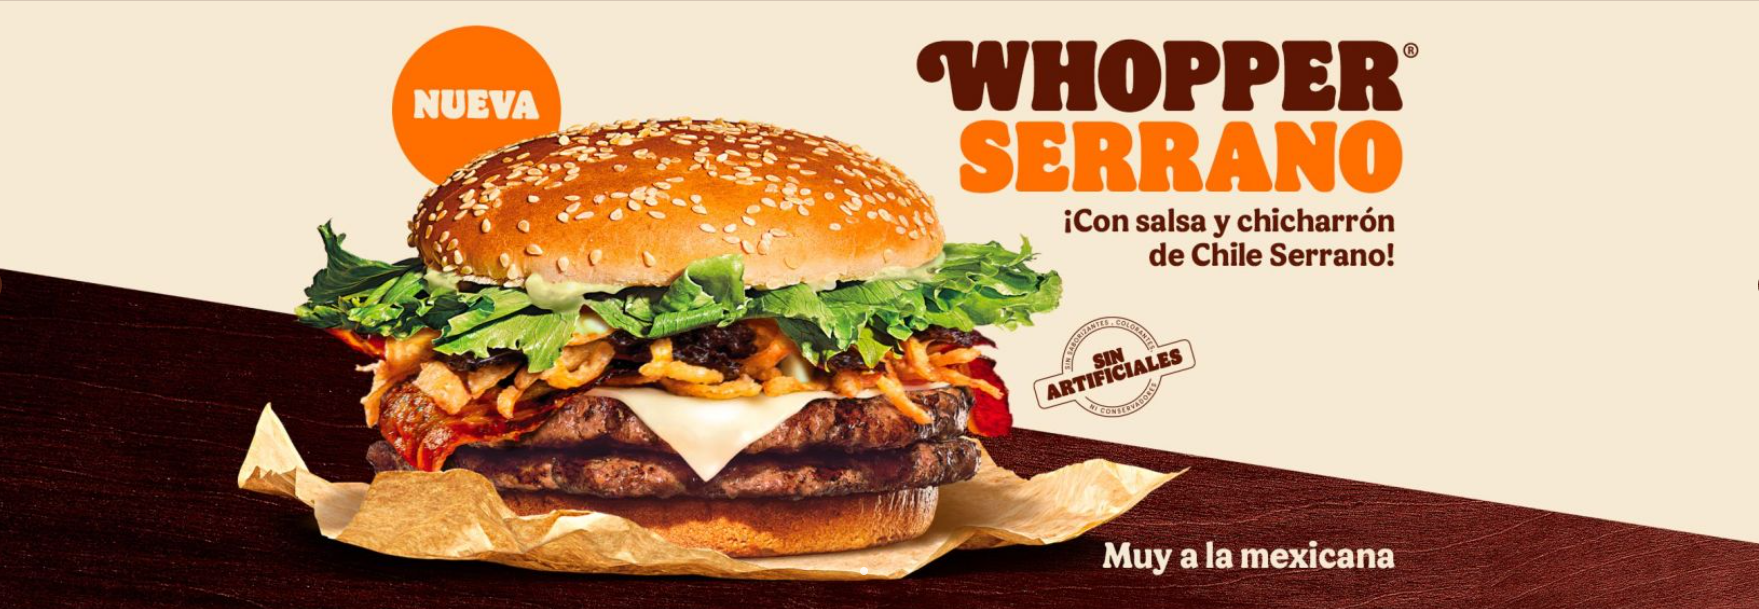 NUEVA
WHOPPER®
SERRANO
¡Con salsa y chicharrón
de Chile Serrano!
SIN SABORIZANTES , COLORANTES,
SIN
ARTIFICIALES
NI CONSERVADORES
Muy a la mexicana